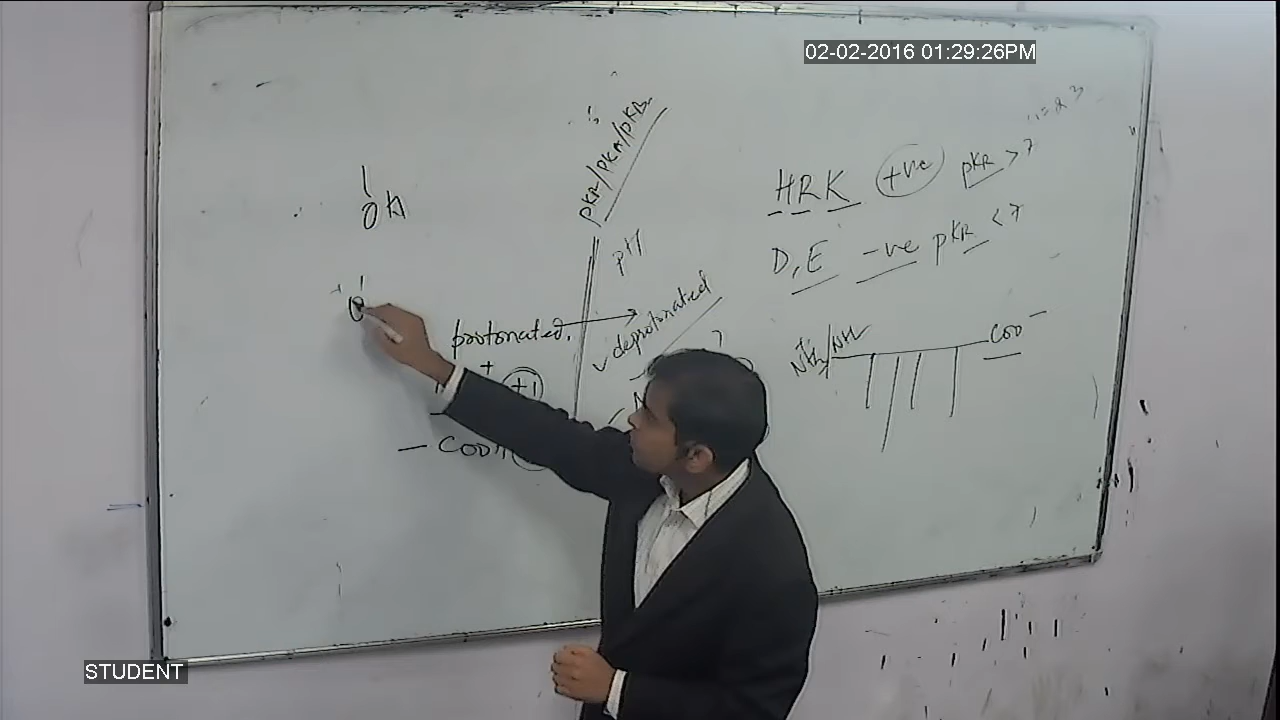 02-02-2016 01:29:26PM
OH
pKR/pKA/pKB
pH
protonated.
deprotonated
+
+1
- COOH
HRK +ve pKR > 7
D, E -ve pKR < 7
NH3/NH2
COO-
STUDENT